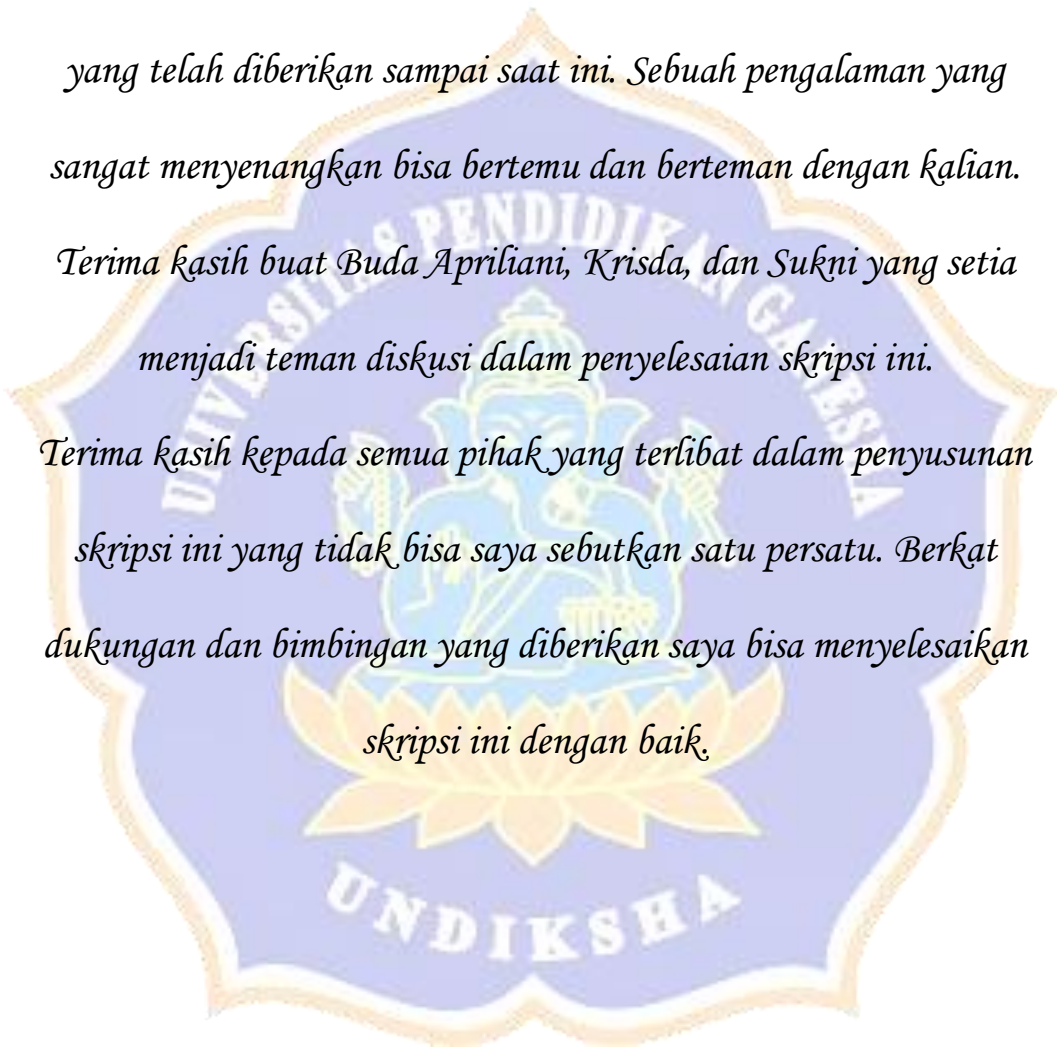 yang telah diberikan sampai saat ini. Sebuah pengalaman yang
sangat menyenangkan bisa bertemu dan berteman dengan kalian.
UNIVERSITAS PENDIDIKAN GANESHA
Terima kasih buat Buda Apriliani, Krisda, dan Sukni yang setia
menjadi teman diskusi dalam penyelesaian skripsi ini.
Terima kasih kepada semua pihak yang terlibat dalam penyusunan
skripsi ini yang tidak bisa saya sebutkan satu persatu. Berkat
dukungan dan bimbingan yang diberikan saya bisa menyelesaikan
skripsi ini dengan baik.
UNDIKSHA